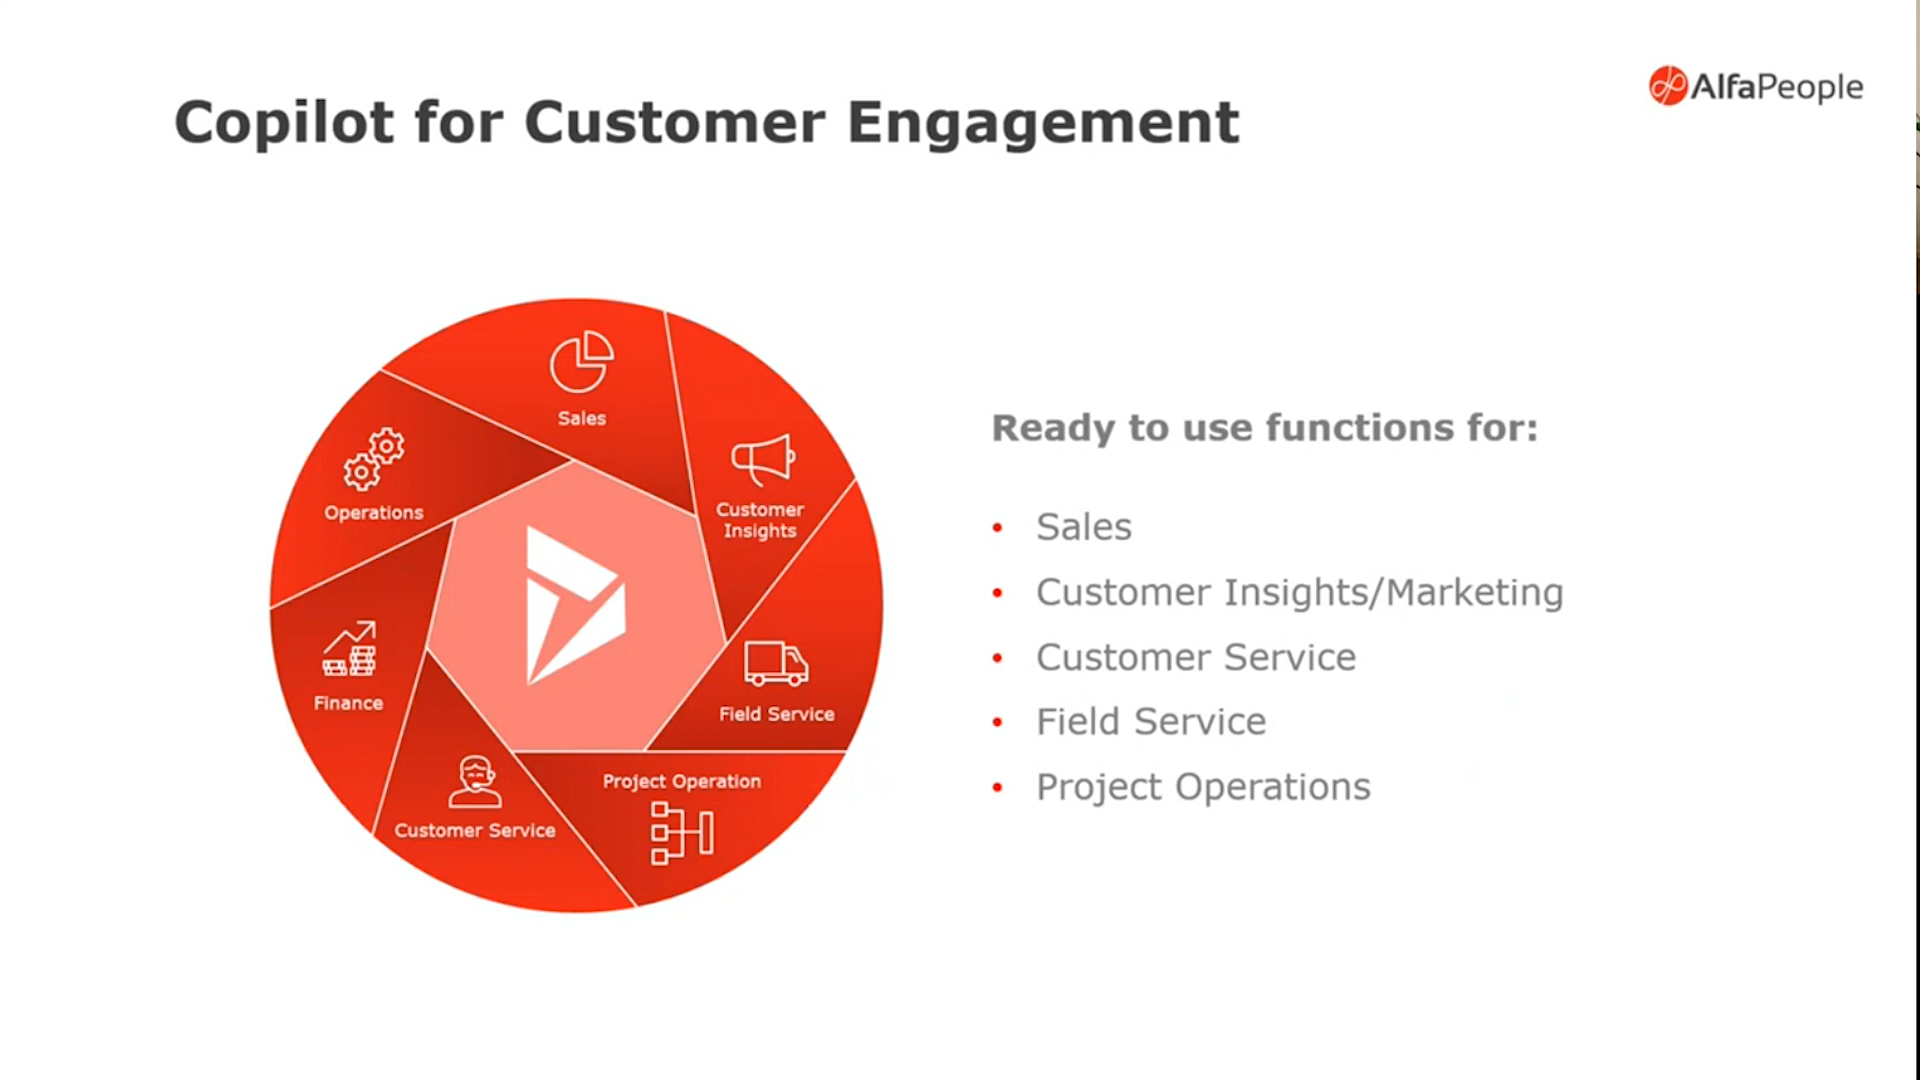 AlfaPeople
Copilot for Customer Engagement
Sales
Customer
Insights
Operations
Field Service
Finance
Project Operation
Customer Service
Ready to use functions for:
• Sales
• Customer Insights/Marketing
• Customer Service
• Field Service
• Project Operations